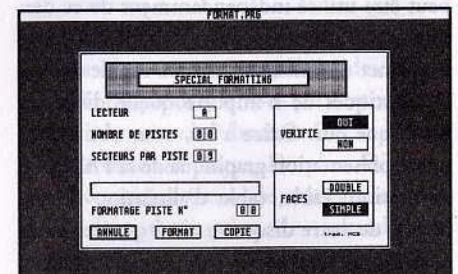 FORMAT.PRG
SPECIAL FORMATTING
LECTEUR A
NOMBRE DE PISTES 80
SECTEURS PAR PISTE 09
VERIFIE
OUI
NON
FORMATAGE PISTE N° 00
FACES
DOUBLE
SIMPLE
ANNULE FORMAT COPIE
trad. MCB